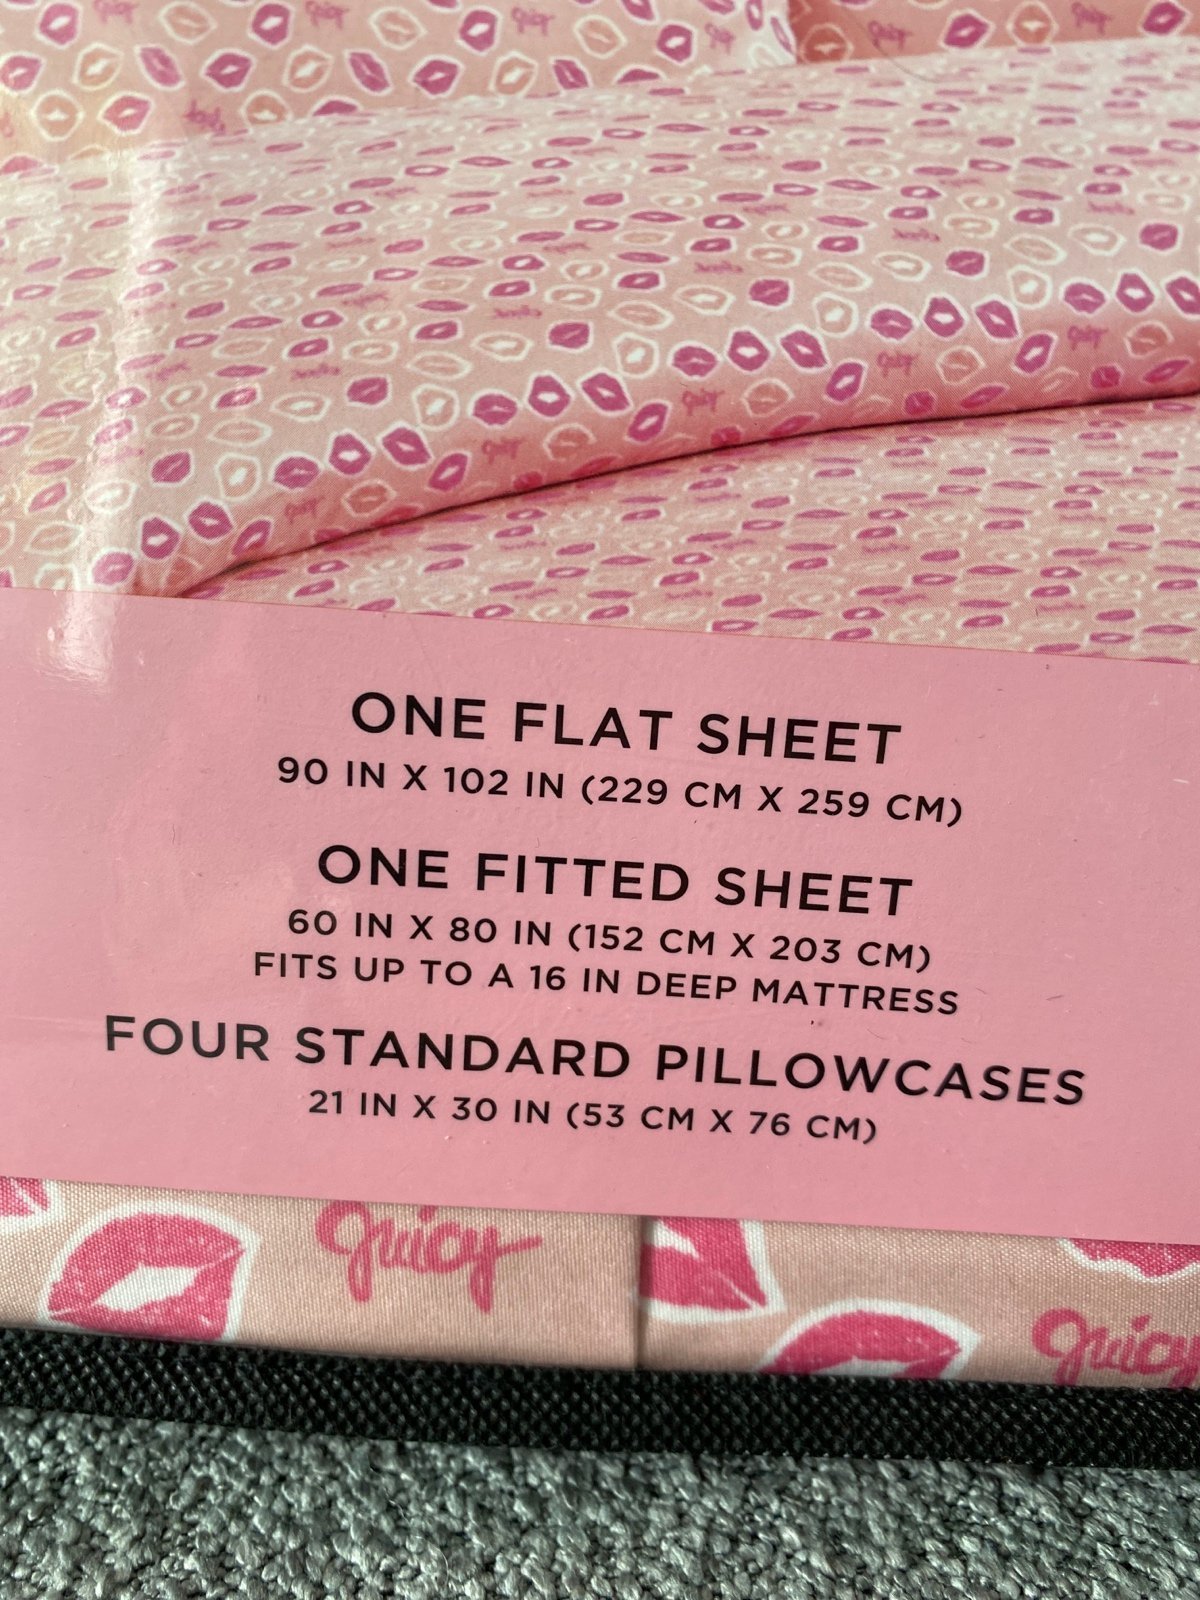 ONE FLAT SHEET
90 IN X 102 IN (229 CM X 259 CM)
ONE FITTED SHEET
60 IN X 80 IN (152 CM X 203 CM)
FITS UP TO A 16 IN DEEP MATTRESS
FOUR STANDARD PILLOWCASES
21 IN X 30 IN (53 CM X 76 CM)
juicy
juicy